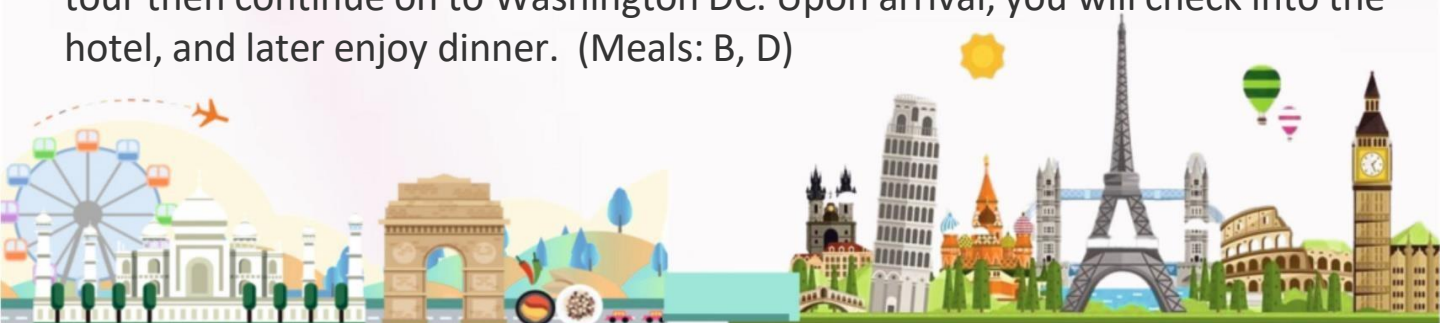 tour then continue on to Washington DC. Upon arrival, you will check into the
hotel, and later enjoy dinner.  (Meals: B, D)